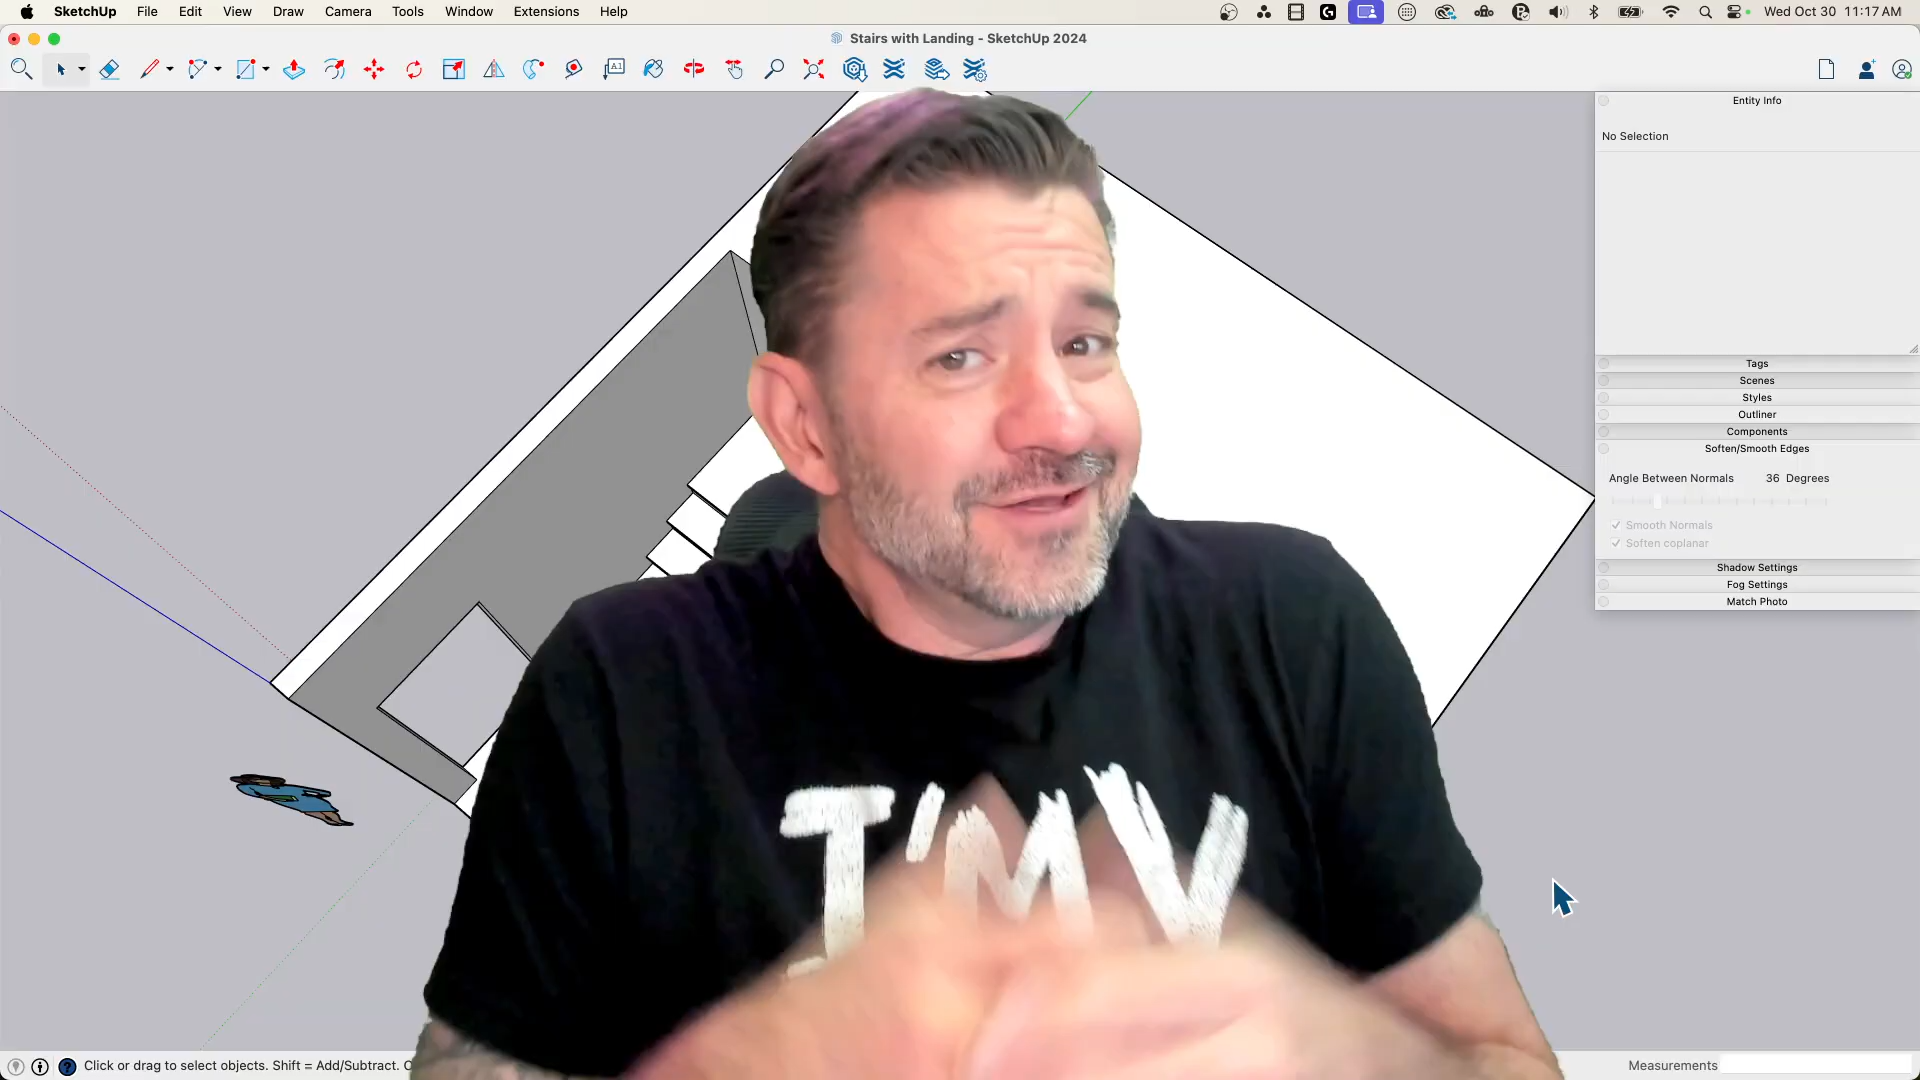 SketchUp File Edit View Draw Camera Tools Window Extensions Help
Wed Oct 30 11:17 AM
Stairs with Landing - SketchUp 2024
A1
Entity Info
No Selection
Tags
Scenes
Styles
Outliner
Components
Soften/Smooth Edges
Angle Between Normals 36 Degrees
Smooth Normals
Soften coplanar
Shadow Settings
Fog Settings
Match Photo
I'M V
Click or drag to select objects. Shift = Add/Subtract.
Measurements